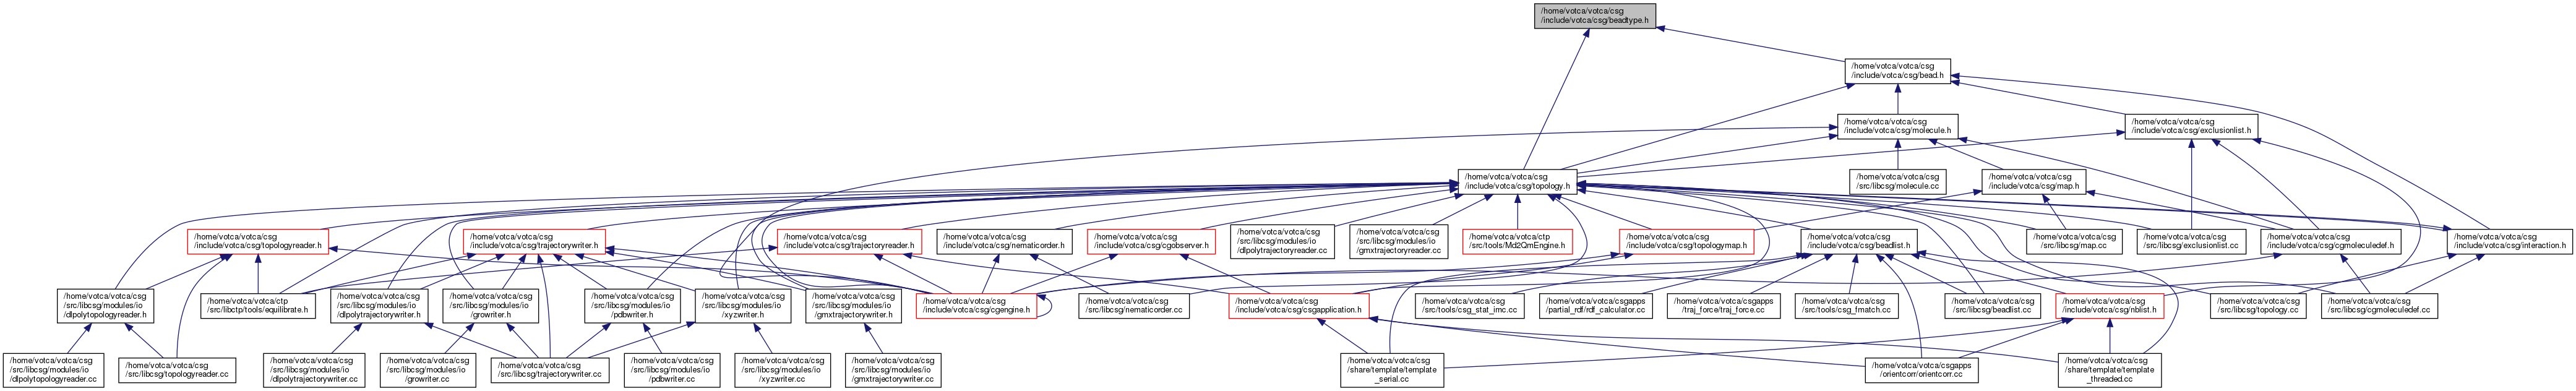 /home/votca/votca/csg
/include/votca/csg/beadtype.h
/home/votca/votca/csg
/include/votca/csg/bead.h
/home/votca/votca/csg
/include/votca/csg/molecule.h
/home/votca/votca/csg
/include/votca/csg/exclusionlist.h
/home/votca/votca/csg
/include/votca/csg/topology.h
/home/votca/votca/csg
/src/libcsg/molecule.cc
/home/votca/votca/csg
/include/votca/csg/map.h
/home/votca/votca/csg
/include/votca/csg/topologyreader.h
/home/votca/votca/csg
/include/votca/csg/trajectorywriter.h
/home/votca/votca/csg
/include/votca/csg/trajectoryreader.h
/home/votca/votca/csg
/include/votca/csg/nematicorder.h
/home/votca/votca/csg
/include/votca/csg/cgobserver.h
/home/votca/votca/csg
/src/libcsg/modules/io
/dlpolytrajectoryreader.cc
/home/votca/votca/csg
/src/libcsg/modules/io
/gmxtrajectoryreader.cc
/home/votca/votca/ctp
/src/tools/Md2QmEngine.h
/home/votca/votca/csg
/include/votca/csg/topologymap.h
/home/votca/votca/csg
/include/votca/csg/beadlist.h
/home/votca/votca/csg
/src/libcsg/map.cc
/home/votca/votca/csg
/src/libcsg/exclusionlist.cc
/home/votca/votca/csg
/include/votca/csg/cgmoleculedef.h
/home/votca/votca/csg
/include/votca/csg/interaction.h
/home/votca/votca/csg
/src/libcsg/modules/io
/dlpolytopologyreader.h
/home/votca/votca/ctp
/src/libctp/tools/equilibrate.h
/home/votca/votca/csg
/src/libcsg/modules/io
/dlpolytrajectorywriter.h
/home/votca/votca/csg
/src/libcsg/modules/io
/growriter.h
/home/votca/votca/csg
/src/libcsg/modules/io
/pdbwriter.h
/home/votca/votca/csg
/src/libcsg/modules/io
/xyzwriter.h
/home/votca/votca/csg
/src/libcsg/modules/io
/gmxtrajectorywriter.h
/home/votca/votca/csg
/include/votca/csg/cgengine.h
/home/votca/votca/csg
/src/libcsg/nematicorder.cc
/home/votca/votca/csg
/include/votca/csg/csgapplication.h
/home/votca/votca/csg
/src/tools/csg_stat_imc.cc
/home/votca/votca/csgapps
/partial_rdf/rdf_calculator.cc
/home/votca/votca/csgapps
/traj_force/traj_force.cc
/home/votca/votca/csg
/src/tools/csg_fmatch.cc
/home/votca/votca/csg
/src/libcsg/beadlist.cc
/home/votca/votca/csg
/include/votca/csg/nblist.h
/home/votca/votca/csg
/src/libcsg/topology.cc
/home/votca/votca/csg
/src/libcsg/cgmoleculedef.cc
/home/votca/votca/csg
/src/libcsg/modules/io
/dlpolytopologyreader.cc
/home/votca/votca/csg
/src/libcsg/topologyreader.cc
/home/votca/votca/csg
/src/libcsg/modules/io
/dlpolytrajectorywriter.cc
/home/votca/votca/csg
/src/libcsg/modules/io
/growriter.cc
/home/votca/votca/csg
/src/libcsg/trajectorywriter.cc
/home/votca/votca/csg
/src/libcsg/modules/io
/pdbwriter.cc
/home/votca/votca/csg
/src/libcsg/modules/io
/xyzwriter.cc
/home/votca/votca/csg
/src/libcsg/modules/io
/gmxtrajectorywriter.cc
/home/votca/votca/csg
/share/template/template
_serial.cc
/home/votca/votca/csgapps
/orientcorr/orientcorr.cc
/home/votca/votca/csg
/share/template/template
_threaded.cc